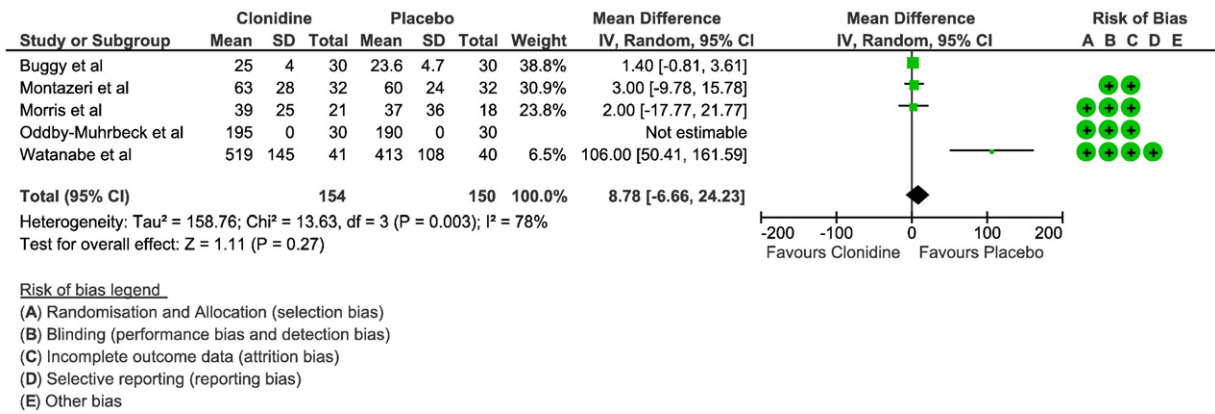 Clonidine Placebo Mean Difference Mean Difference Risk of Bias
Study or Subgroup Mean SD Total Mean SD Total Weight IV, Random, 95% CI IV, Random, 95% CI A B C D E
Buggy et al 25 4 30 23.6 4.7 30 38.8% 1.40 [-0.81, 3.61]
Montazeri et al 63 28 32 60 24 32 30.9% 3.00 [-9.78, 15.78]
Morris et al 39 25 21 37 36 18 23.8% 2.00 [-17.77, 21.77]
Oddby-Muhrbeck et al 195 0 30 190 0 30 Not estimable
Watanabe et al 519 145 41 413 108 40 6.5% 106.00 [50.41, 161.59]
Total (95% CI) 154 150 100.0% 8.78 [-6.66, 24.23]
Heterogeneity: Tau² = 158.76; Chi² = 13.63, df = 3 (P = 0.003); I² = 78%
Test for overall effect: Z = 1.11 (P = 0.27)
-200 -100 0 100 200
Favours Clonidine Favours Placebo
Risk of bias legend
(A) Randomisation and Allocation (selection bias)
(B) Blinding (performance bias and detection bias)
(C) Incomplete outcome data (attrition bias)
(D) Selective reporting (reporting bias)
(E) Other bias